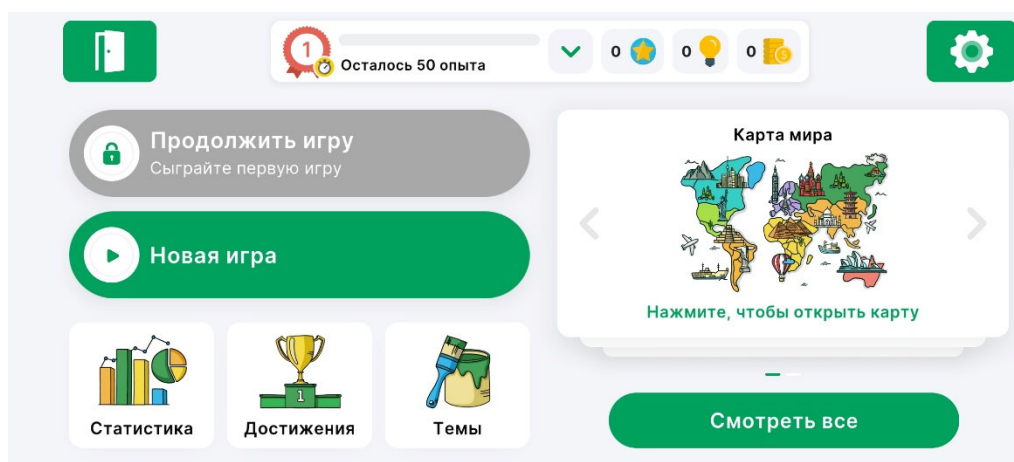 1
Осталось 50 опыта
0
0
0
Продолжить игру
Сыграйте первую игру
Новая игра
Карта мира
Нажмите, чтобы открыть карту
1
Статистика
Достижения
Темы
Смотреть все